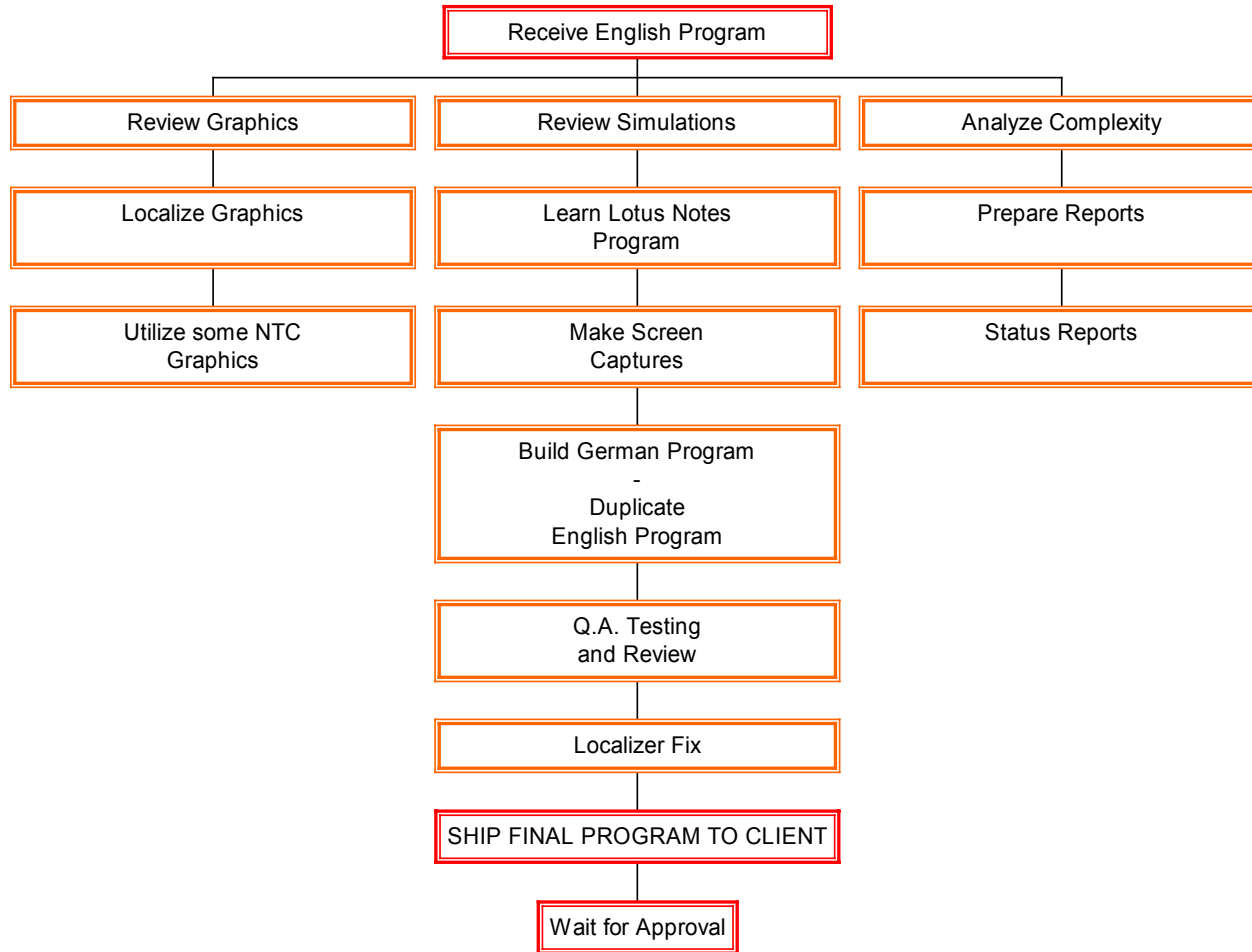 Receive English Program
Review Graphics
Review Simulations
Analyze Complexity
Localize Graphics
Learn Lotus Notes
Program
Prepare Reports
Utilize some NTC
Graphics
Make Screen
Captures
Status Reports
Build German Program
-
Duplicate
English Program
Q.A. Testing
and Review
Localizer Fix
SHIP FINAL PROGRAM TO CLIENT
Wait for Approval